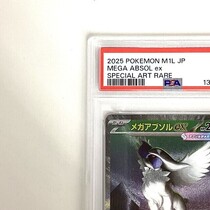 2025 POKEMON M1L JP
MEGA ABSOL ex
SPECIAL ART RARE
PSA
13
メガアブソルex